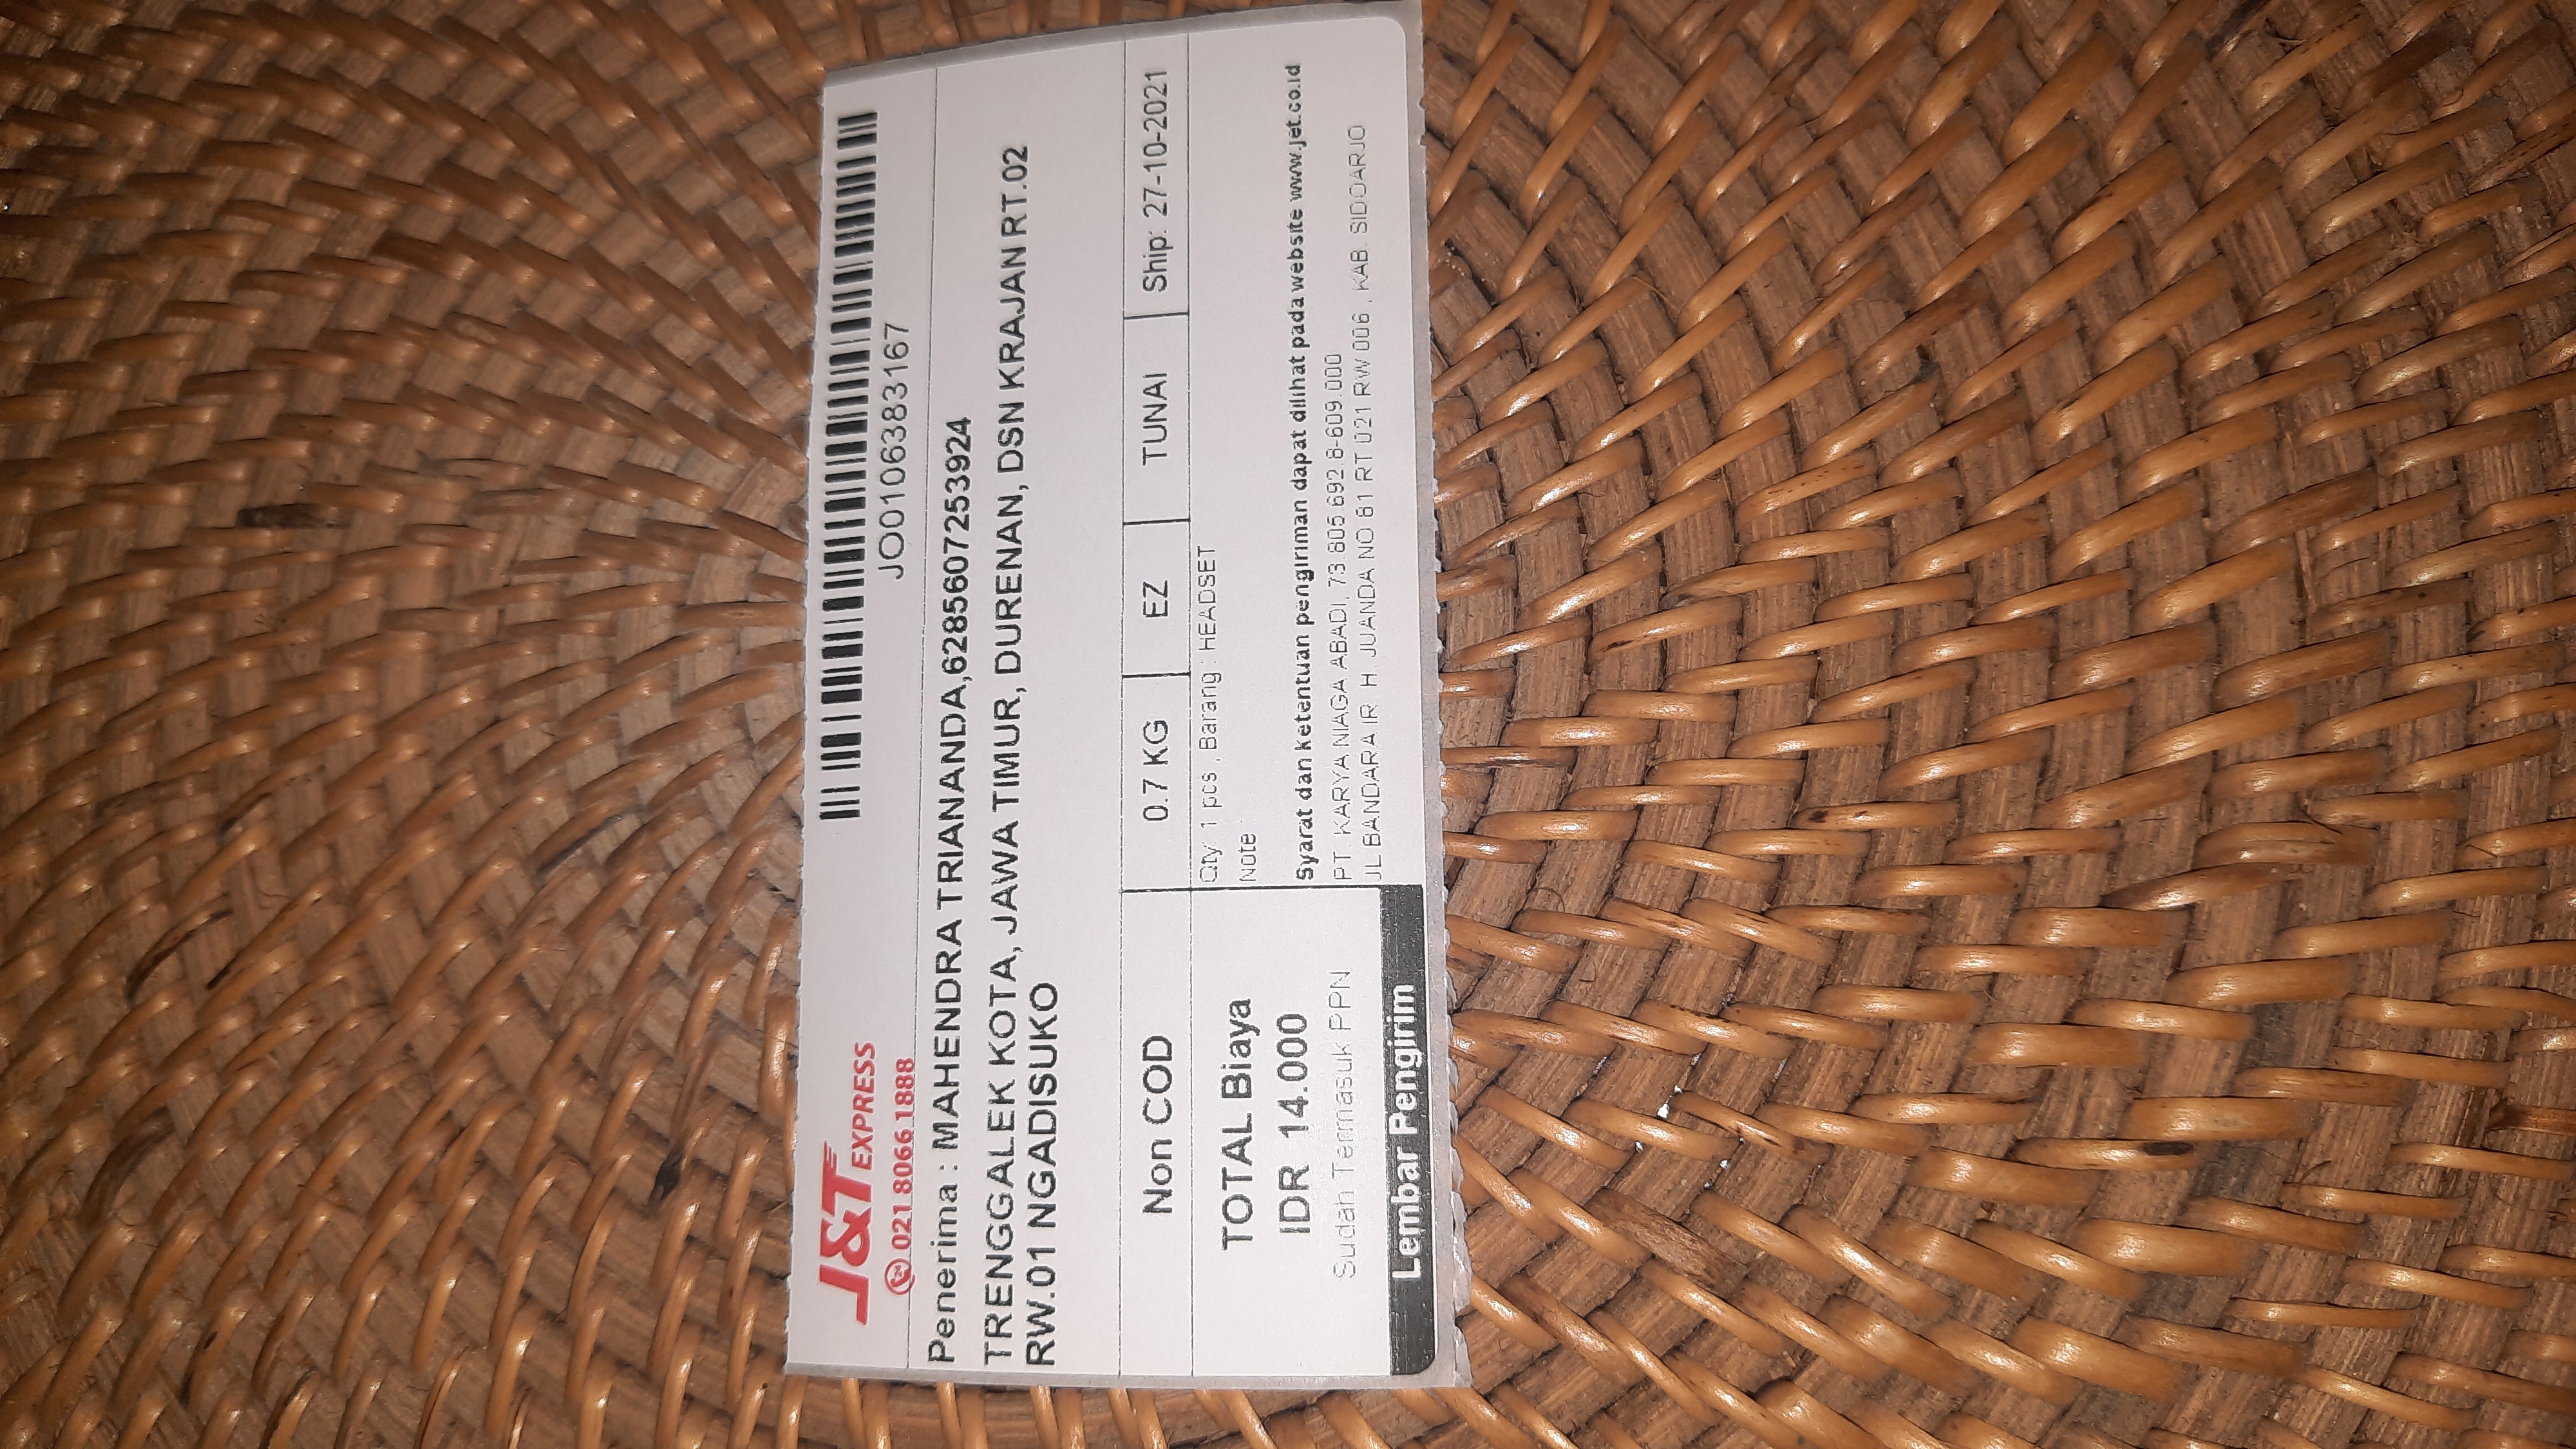 J&T EXPRESS
021 8066 1888
JO0106383167
Penerima : MAHENDRA TRIANANDA,6285607253924
TRENGGALEK KOTA, JAWA TIMUR, DURENAN, DSN KRAJAN RT.02
RW.01 NGADISUKO
Non COD
0.7 KG
EZ
TUNAI
Ship: 27-10-2021
TOTAL Biaya
IDR 14.000
Sudah Termasuk PPN
Lembar Pengirim
Qty: 1 pcs , Barang : HEADSET
Note :
Syarat dan ketentuan pengiriman dapat dilihat pada website www.jet.co.id
PT. KARYA NIAGA ABADI, 73.805.692.8-609.000
JL BANDARA IR. H. JUANDA NO 81 RT 021 RW 006 , KAB. SIDOARJO